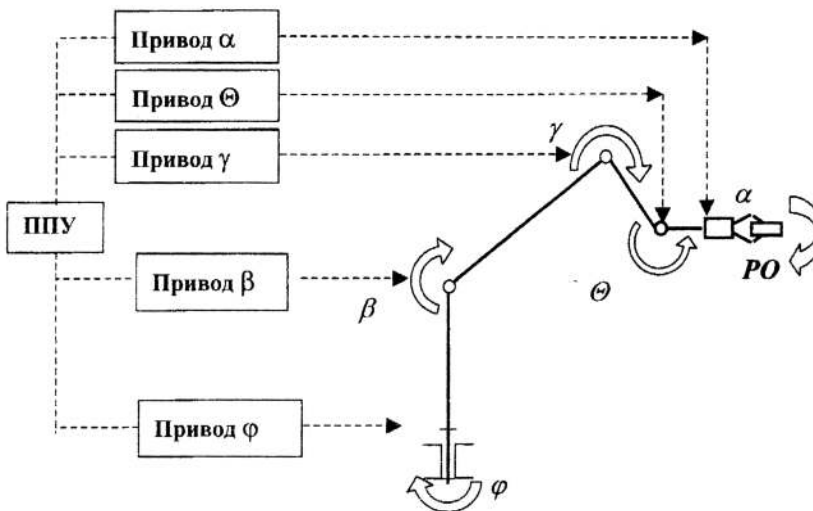 Привод α
Привод Θ
Привод γ
γ
ППУ
α
РО
Привод β
β
Θ
Привод φ
φ